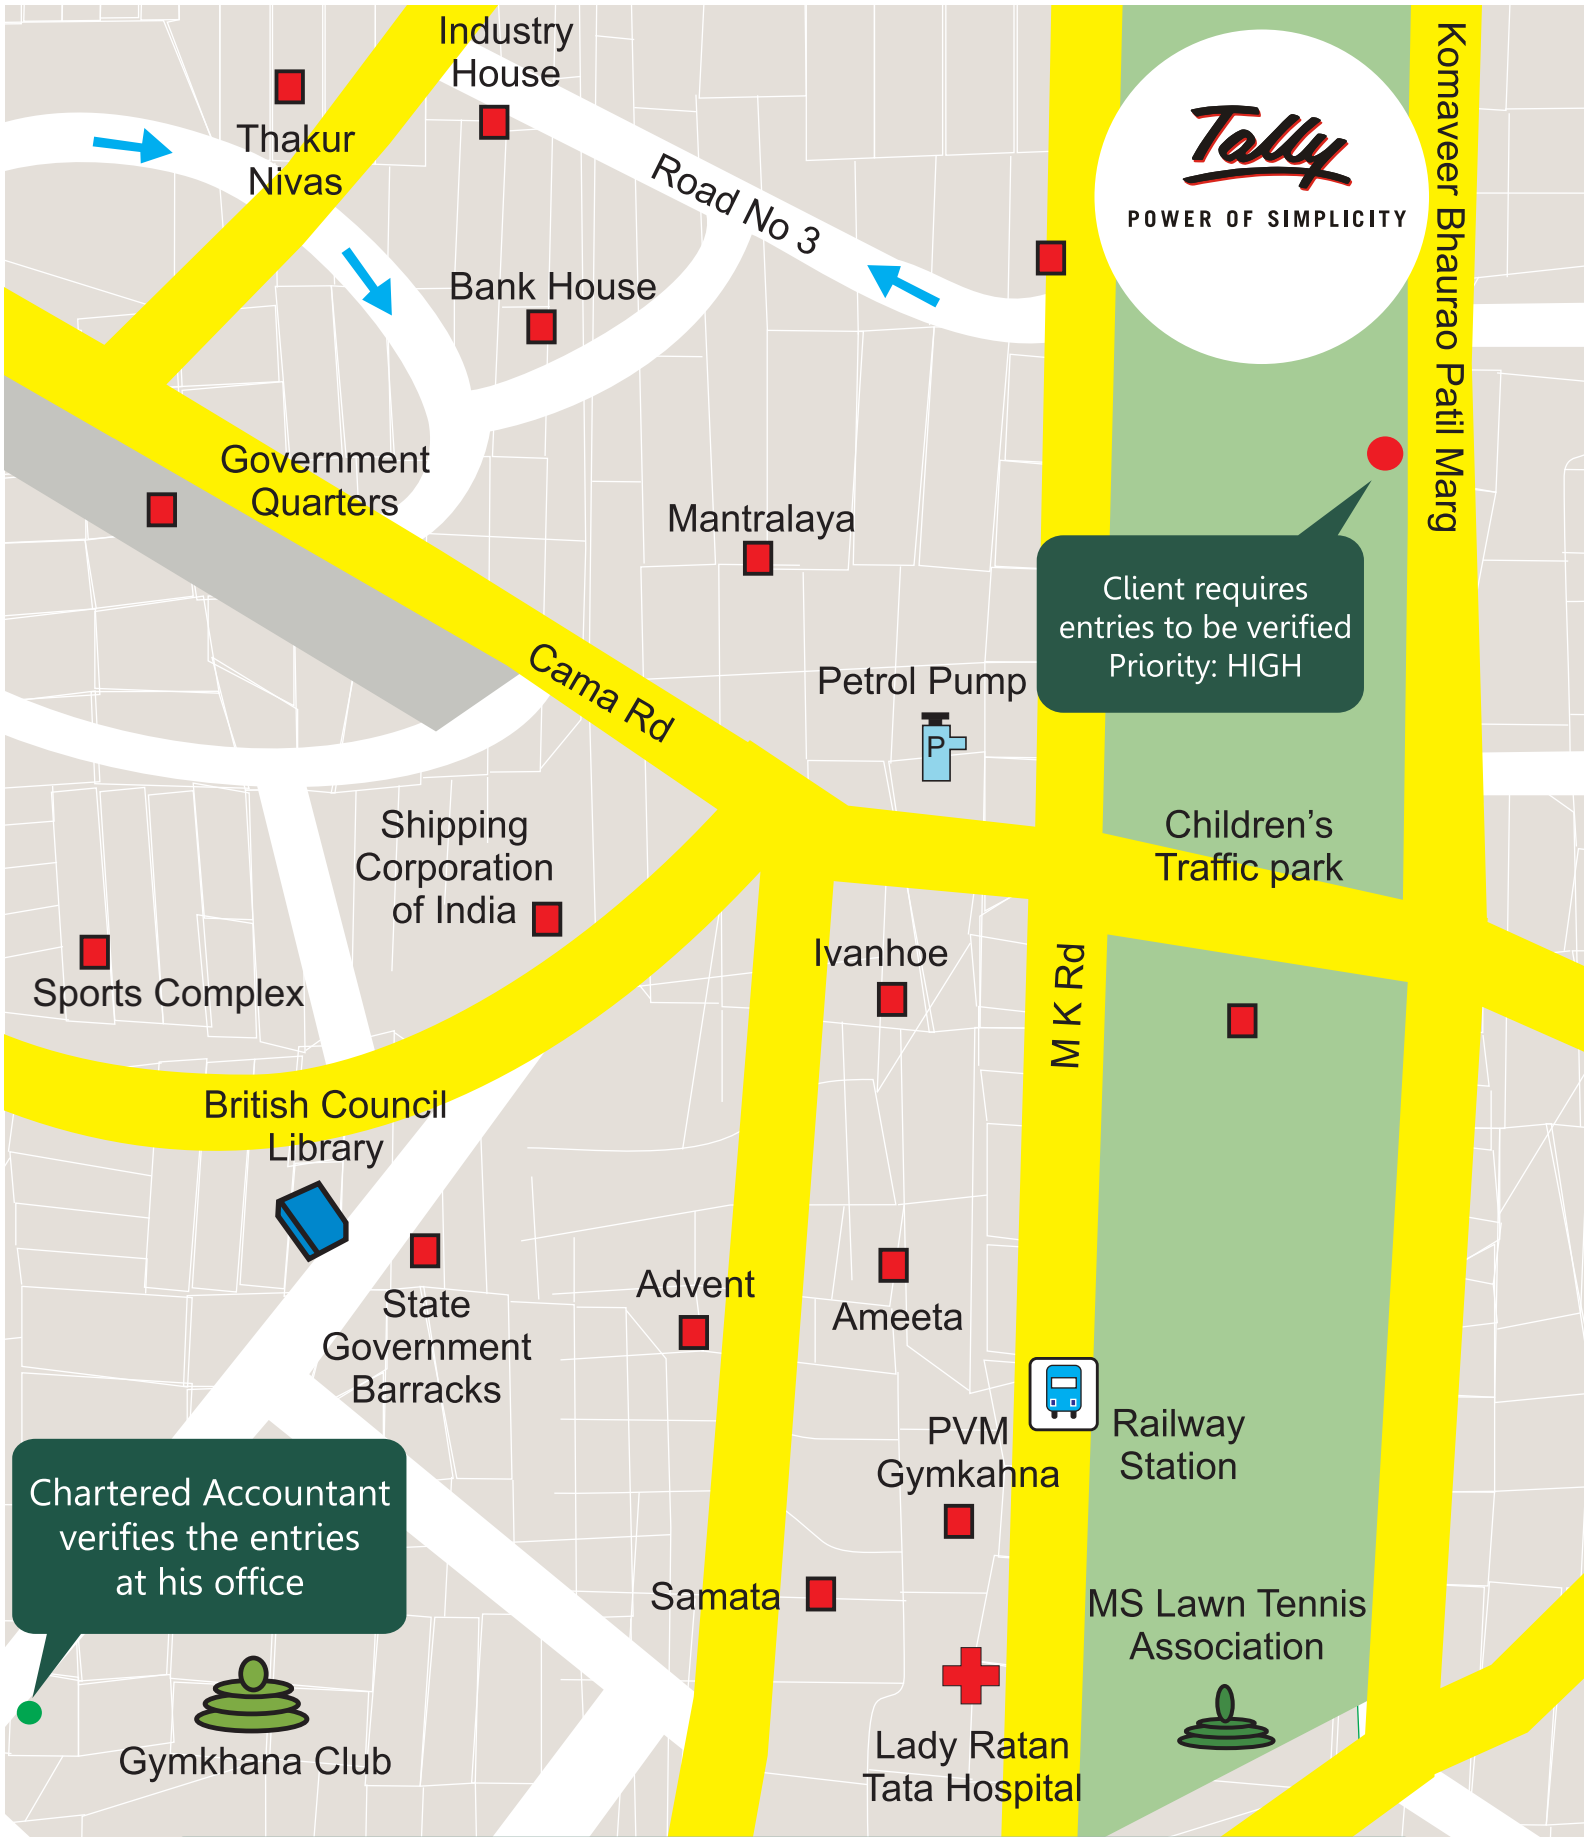 Industry
House
Thakur
Nivas
Road No 3
Tally
POWER OF SIMPLICITY
Komaveer Bhaurao Patil Marg
Bank House
Government
Quarters
Mantralaya
Client requires
entries to be verified
Priority: HIGH
Cama Rd
Petrol Pump
P
Shipping
Corporation
of India
Children’s
Traffic park
Sports Complex
Ivanhoe
M K Rd
British Council
Library
State
Government
Barracks
Advent
Ameeta
PVM
Gymkahna
Railway
Station
Chartered Accountant
verifies the entries
at his office
Samata
MS Lawn Tennis
Association
Gymkhana Club
Lady Ratan
Tata Hospital